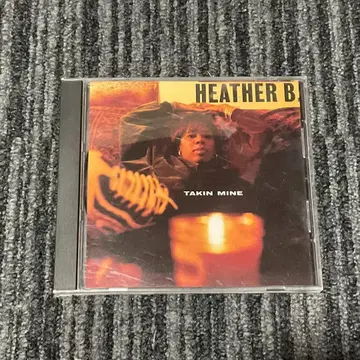 HEATHER B.
TAKIN MINE